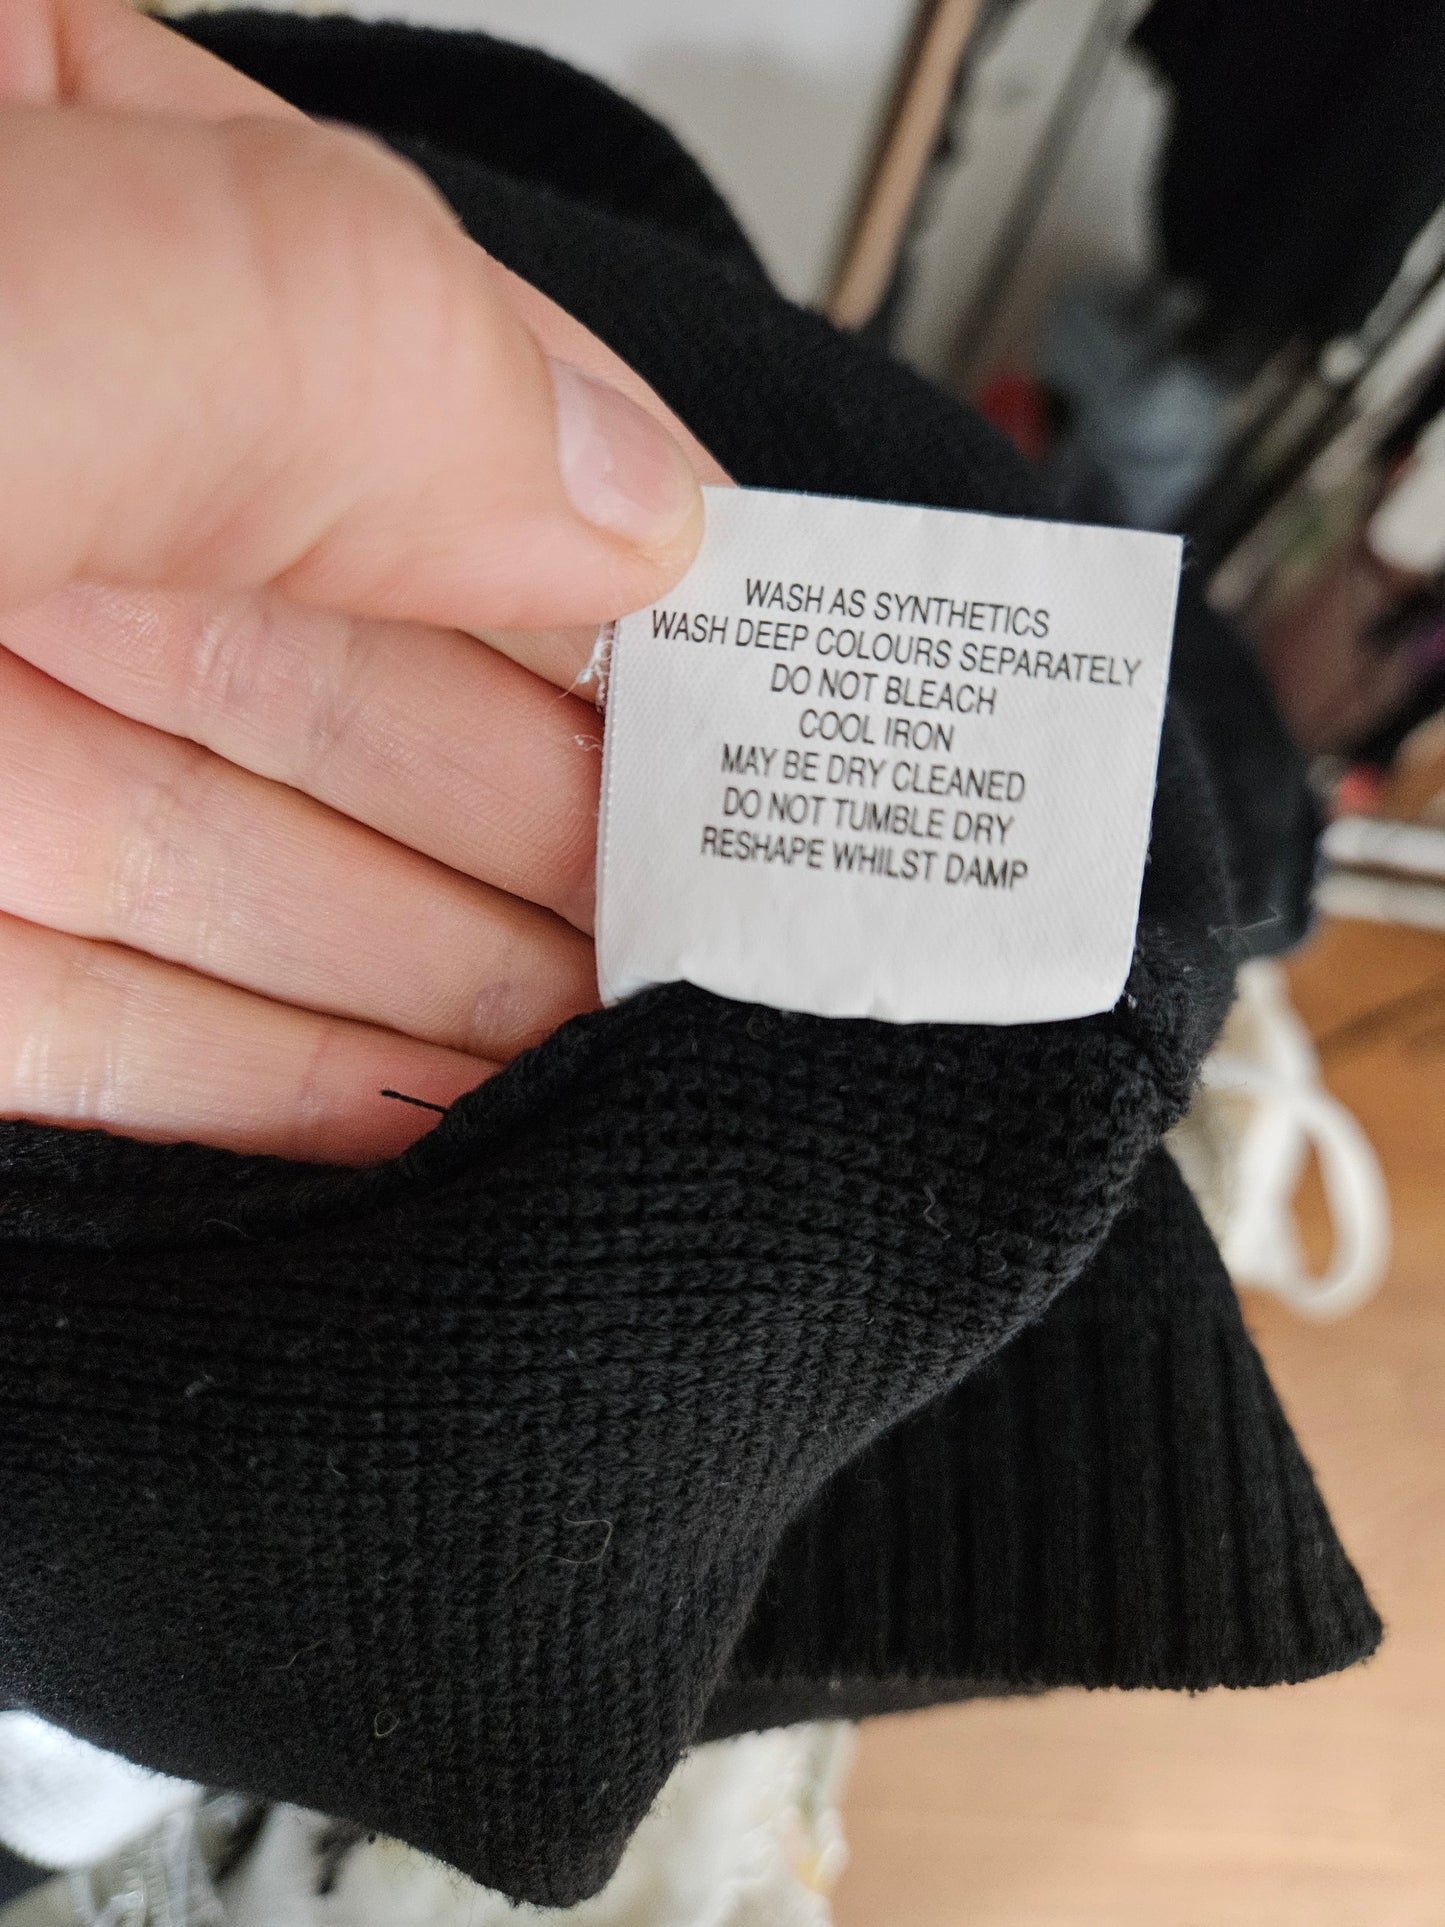 WASH AS SYNTHETICS
WASH DEEP COLOURS SEPARATELY
DO NOT BLEACH
COOL IRON
MAY BE DRY CLEANED
DO NOT TUMBLE DRY
RESHAPE WHILST DAMP